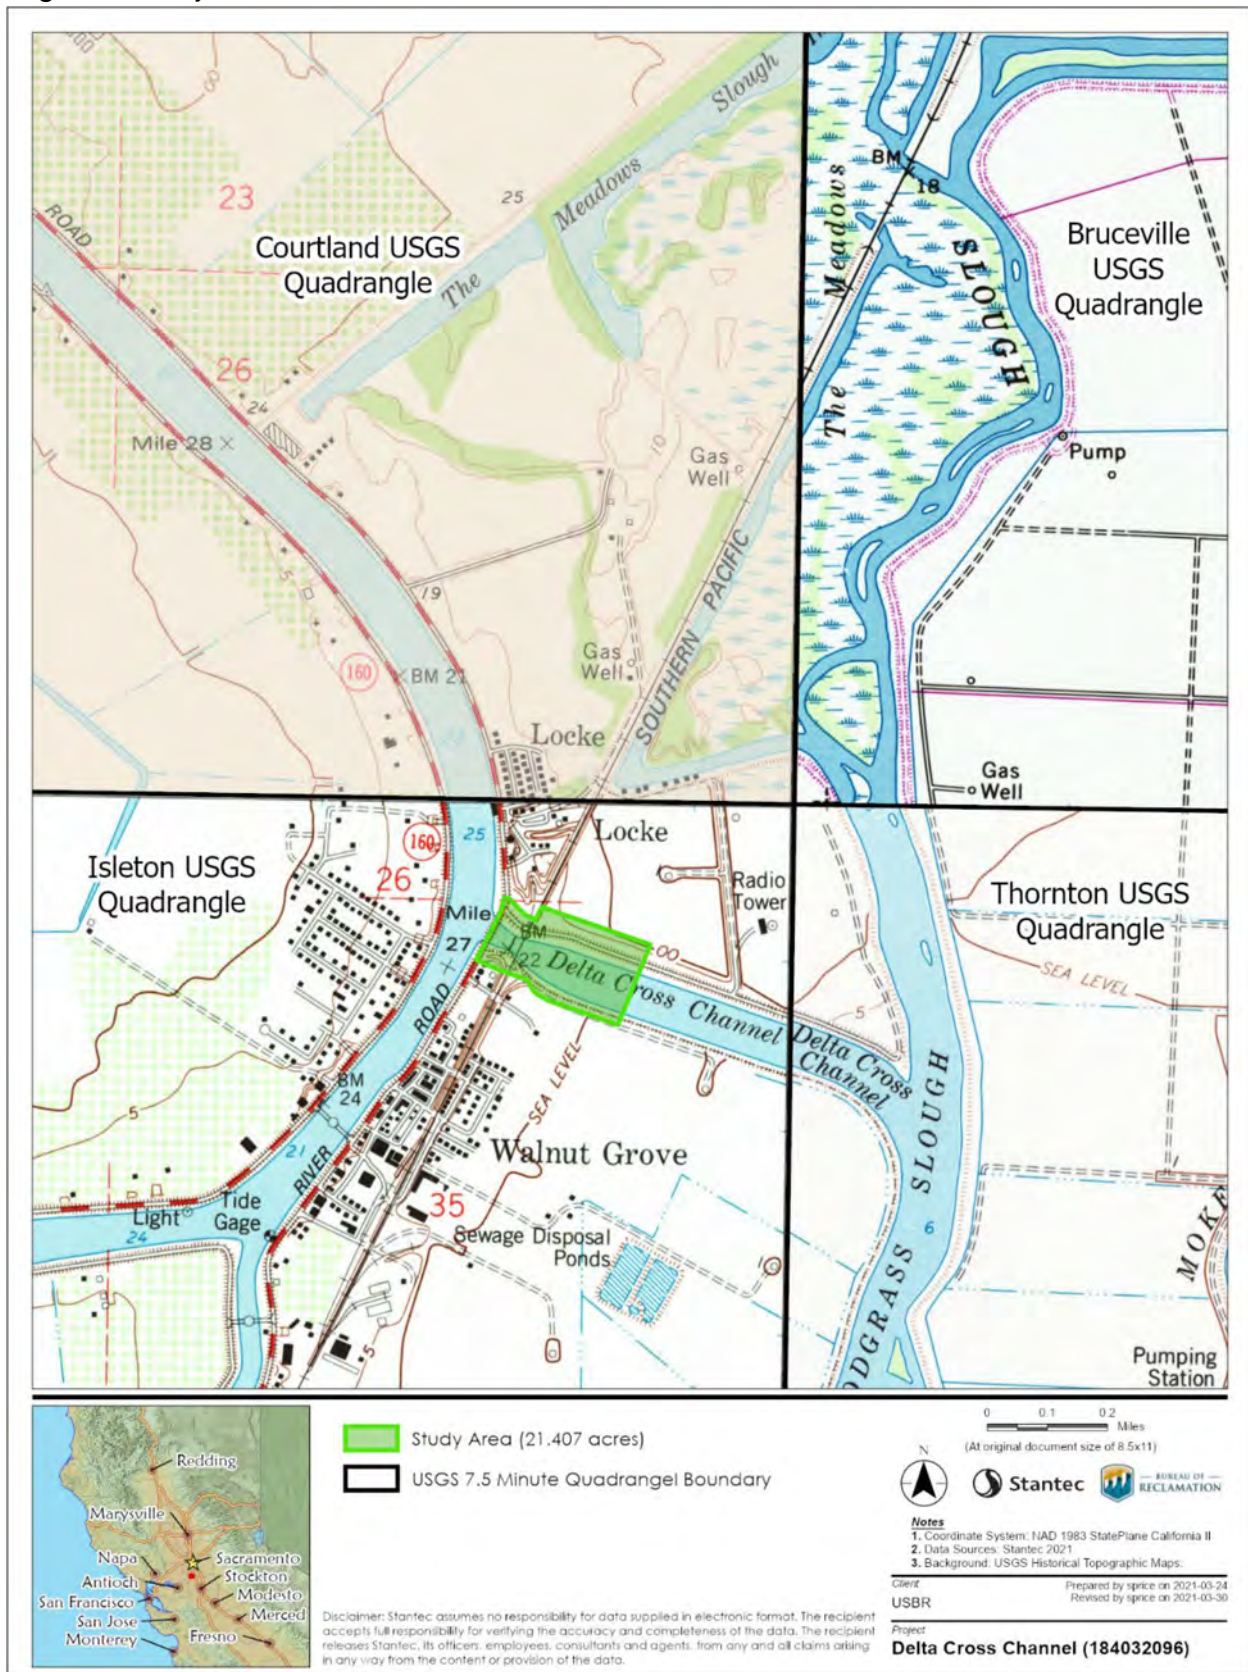 Slough
Meadows
The
ROAD
23
25
Courtland USGS
Quadrangle
26
24
Mile 28
10
Gas
Well
19
5
160
BM 21
Gas
Well
SOUTHERN PACIFIC
Locke
BM
18
The Meadows
SLOUGH
Bruceville
USGS
Quadrangle
Pump
Gas
Well
Isleton USGS
Quadrangle
160
25
26
Locke
Radio
Tower
Mile
27
BM
22
Delta Cross Channel
Delta Cross
Channel
ROAD
SEA LEVEL
BM
24
5
21
RIVER
Walnut Grove
35
Tide
Gage
Light
24
Sewage Disposal
Ponds
5
Thornton USGS
Quadrangle
5
SEA LEVEL
5
ODGRASS SLOUGH
6
MOKE
Pumping
Station
Redding
Marysville
Napa
Sacramento
Antioch
Stockton
San Francisco
Modesto
San Jose
Merced
Monterey
Fresno
Study Area (21.407 acres)
USGS 7.5 Minute Quadrangel Boundary
Disclaimer: Stantec assumes no responsibility for data supplied in electronic format. The recipient
accepts full responsibility for verifying the accuracy and completeness of the data. The recipient
releases Stantec, its officers, employees, consultants and agents, from any and all claims arising
in any way from the content or provision of the data.
0 0.1 0.2
Miles
(At original document size of 8.5x11)
N
Stantec
BUREAU OF
RECLAMATION
Notes
1. Coordinate System: NAD 1983 StatePlane California II
2. Data Sources: Stantec 2021
3. Background: USGS Historical Topographic Maps.
Client
USBR
Prepared by sprice on 2021-03-24
Revised by sprice on 2021-03-30
Project
Delta Cross Channel (184032096)